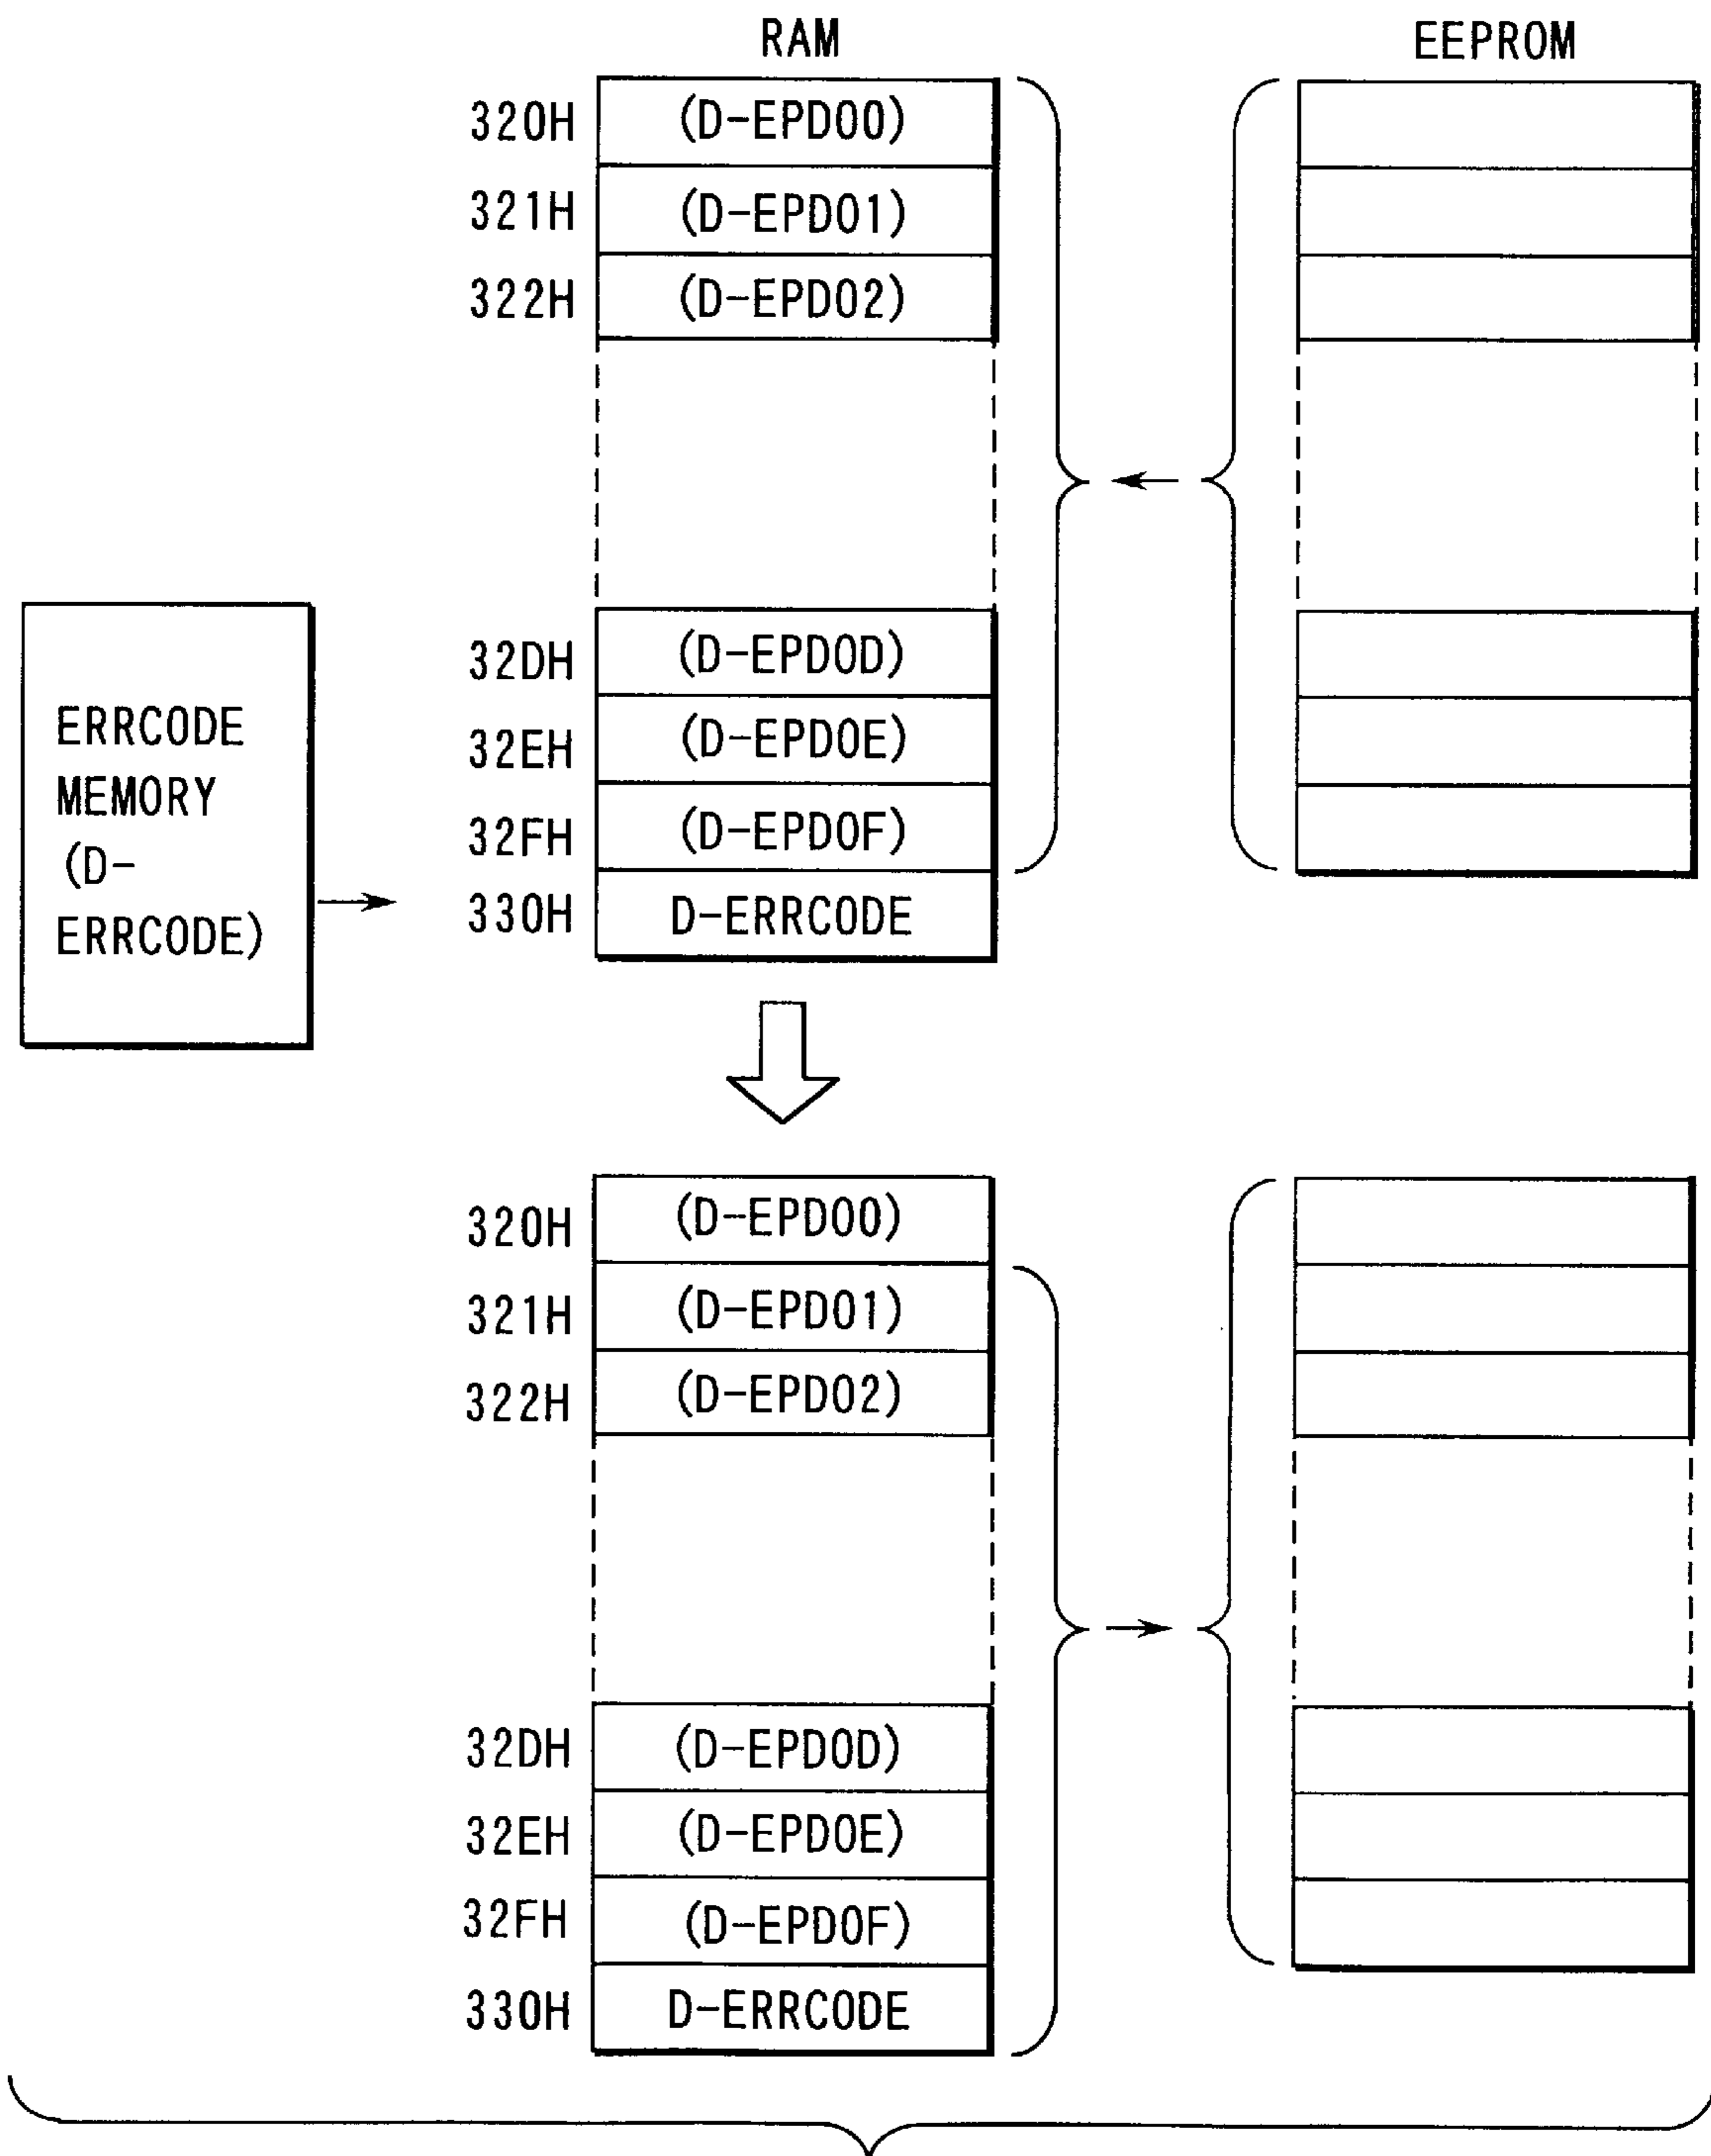 RAM
EEPROM
320H (D-EPD00)
321H (D-EPD01)
322H (D-EPD02)
32DH (D-EPD0D)
32EH (D-EPD0E)
32FH (D-EPD0F)
330H D-ERRCODE
ERRCODE
MEMORY
(D-
ERRCODE)
320H (D-EPD00)
321H (D-EPD01)
322H (D-EPD02)
32DH (D-EPD0D)
32EH (D-EPD0E)
32FH (D-EPD0F)
330H D-ERRCODE